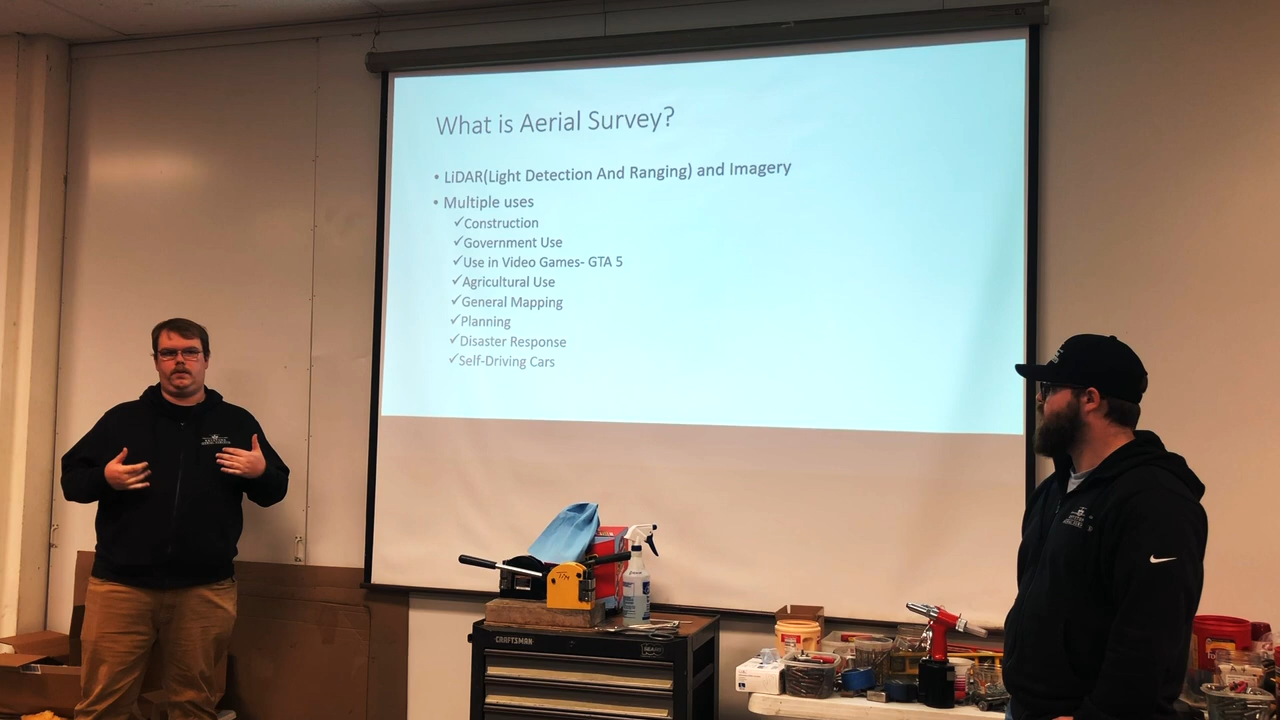 What is Aerial Survey?
• LiDAR(Light Detection And Ranging) and Imagery
• Multiple uses
✓Construction
✓Government Use
✓Use in Video Games- GTA 5
✓Agricultural Use
✓General Mapping
✓Planning
✓Disaster Response
✓Self-Driving Cars
CRAFTSMAN